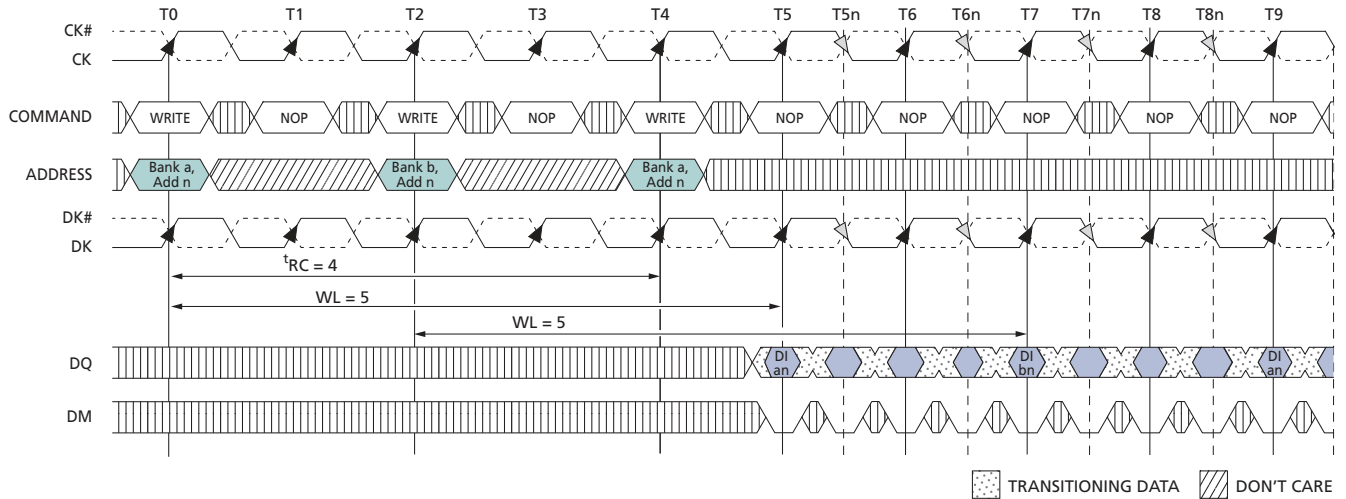 T0 T1 T2 T3 T4 T5 T5n T6 T6n T7 T7n T8 T8n T9
CK#
CK
COMMAND WRITE NOP WRITE NOP WRITE NOP NOP NOP NOP NOP
ADDRESS Bank a, Add n Bank b, Add n Bank a, Add n
DK#
DK
tRC = 4
WL = 5
WL = 5
DQ DI an DI bn DI an
DM
TRANSITIONING DATA DON'T CARE